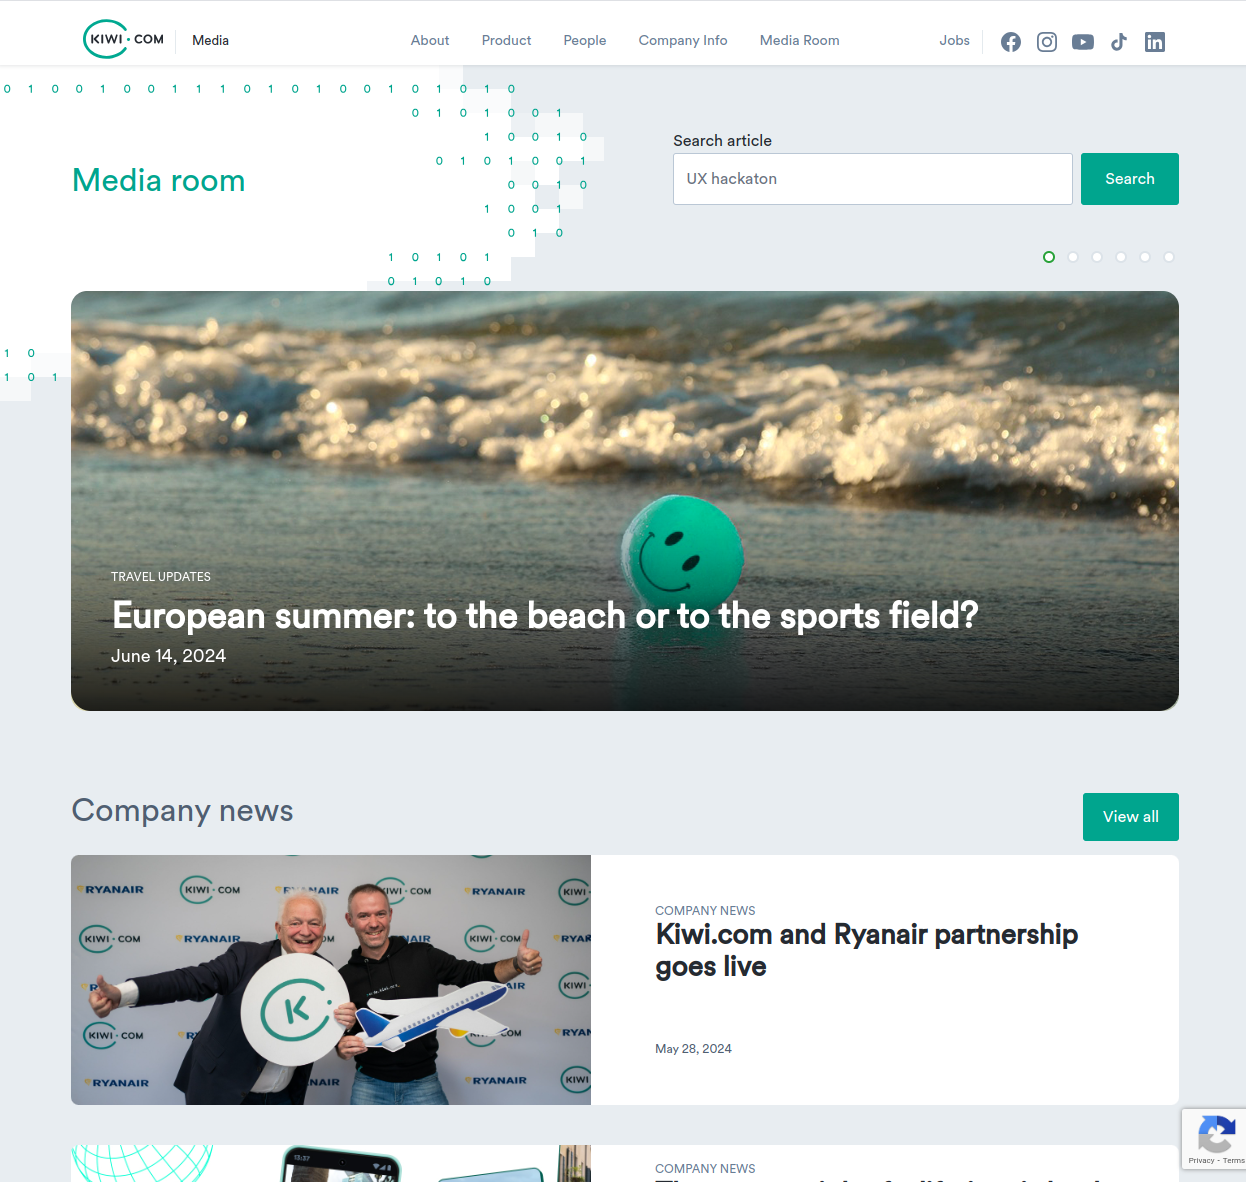 KIWI·COM Media About Product People Company Info Media Room Jobs
0 1 0 0 1 0 0 1 1 1 0 1 0 1 0 0 1 0 1 0 1 0
0 1 0 1 0 0 1
1 0 0 1 0
Search article
0 1 0 1 0 0 1
Media room
UX hackaton
Search
0 0 1 0
1 0 0 1
0 1 0
1 0 1 0 1
0 1 0 1 0
1 0
1 0 1
TRAVEL UPDATES
European summer: to the beach or to the sports field?
June 14, 2024
Company news
View all
RYANAIR KIWI·COM RYANAIR KIWI·COM RYANAIR KIWI
KIWI·COM RYANAIR NAIR KIWI·COM RYA
AIR KIWI
KIWI·COM COM RYAN
RYANAIR NAIR RYANAIR KIWI
K
COMPANY NEWS
Kiwi.com and Ryanair partnership
goes live
May 28, 2024
13:37
COMPANY NEWS
Privacy - Terms